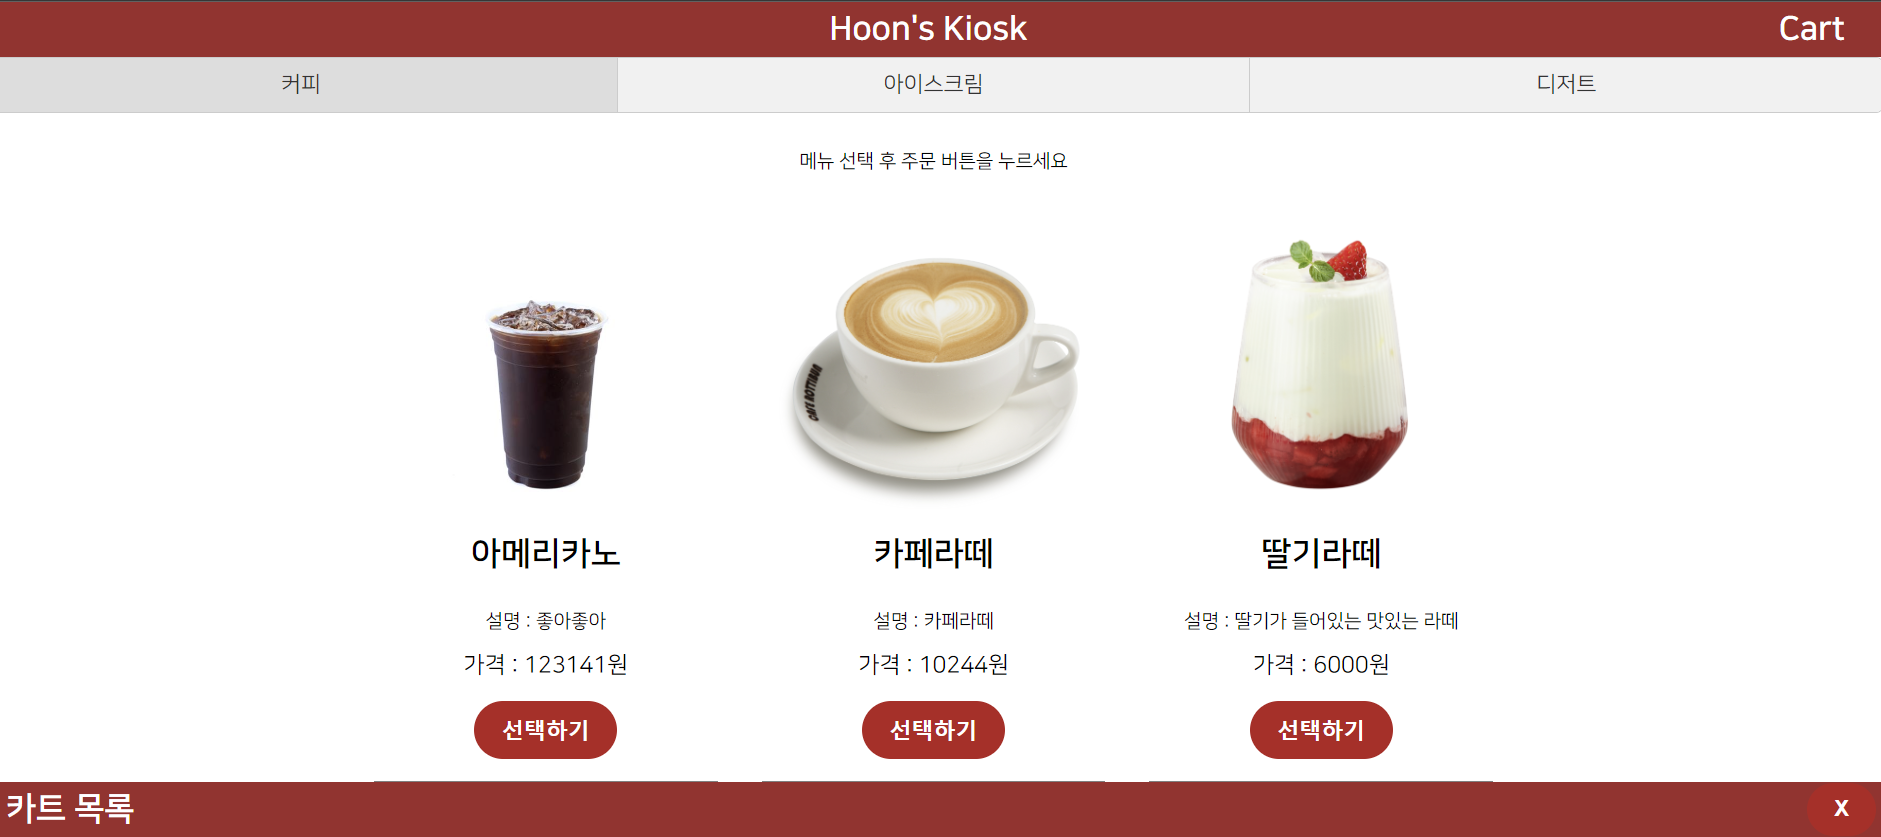 Hoon's Kiosk Cart
커피 아이스크림 디저트
메뉴 선택 후 주문 버튼을 누르세요
CAFE ROTTIBUN
아메리카노 카페라떼 딸기라떼
설명 : 좋아좋아 설명 : 카페라떼 설명 : 딸기가 들어있는 맛있는 라떼
가격 : 123141원 가격 : 10244원 가격 : 6000원
선택하기 선택하기 선택하기
카트 목록 X